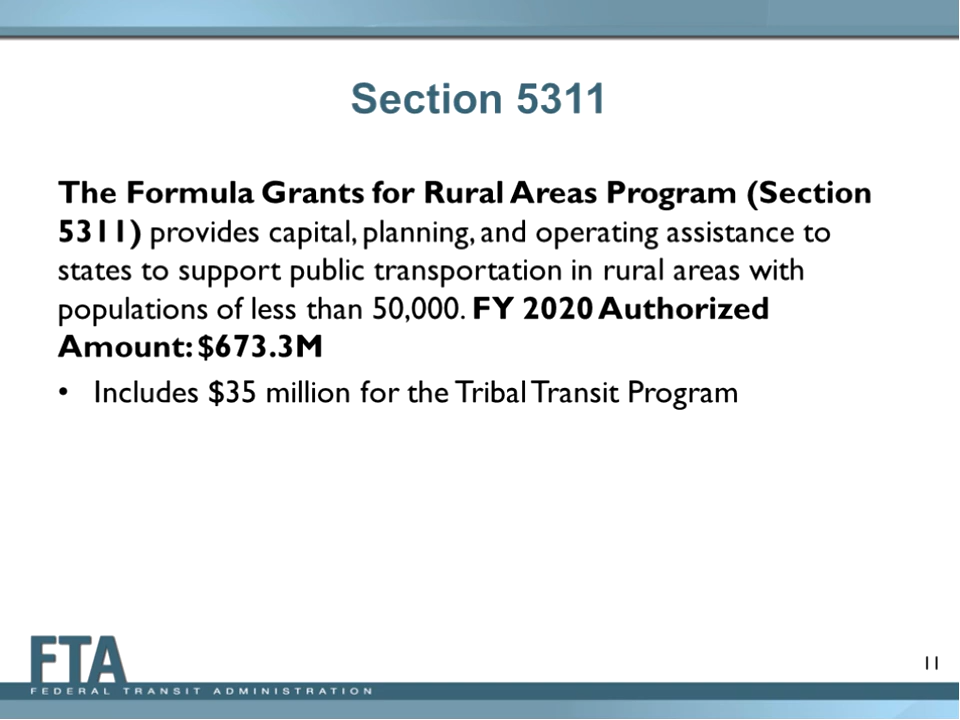 Section 5311
The Formula Grants for Rural Areas Program (Section
5311) provides capital, planning, and operating assistance to
states to support public transportation in rural areas with
populations of less than 50,000. FY 2020 Authorized
Amount: $673.3M
• Includes $35 million for the Tribal Transit Program
FTA
11
FEDERAL TRANSIT ADMINISTRATION